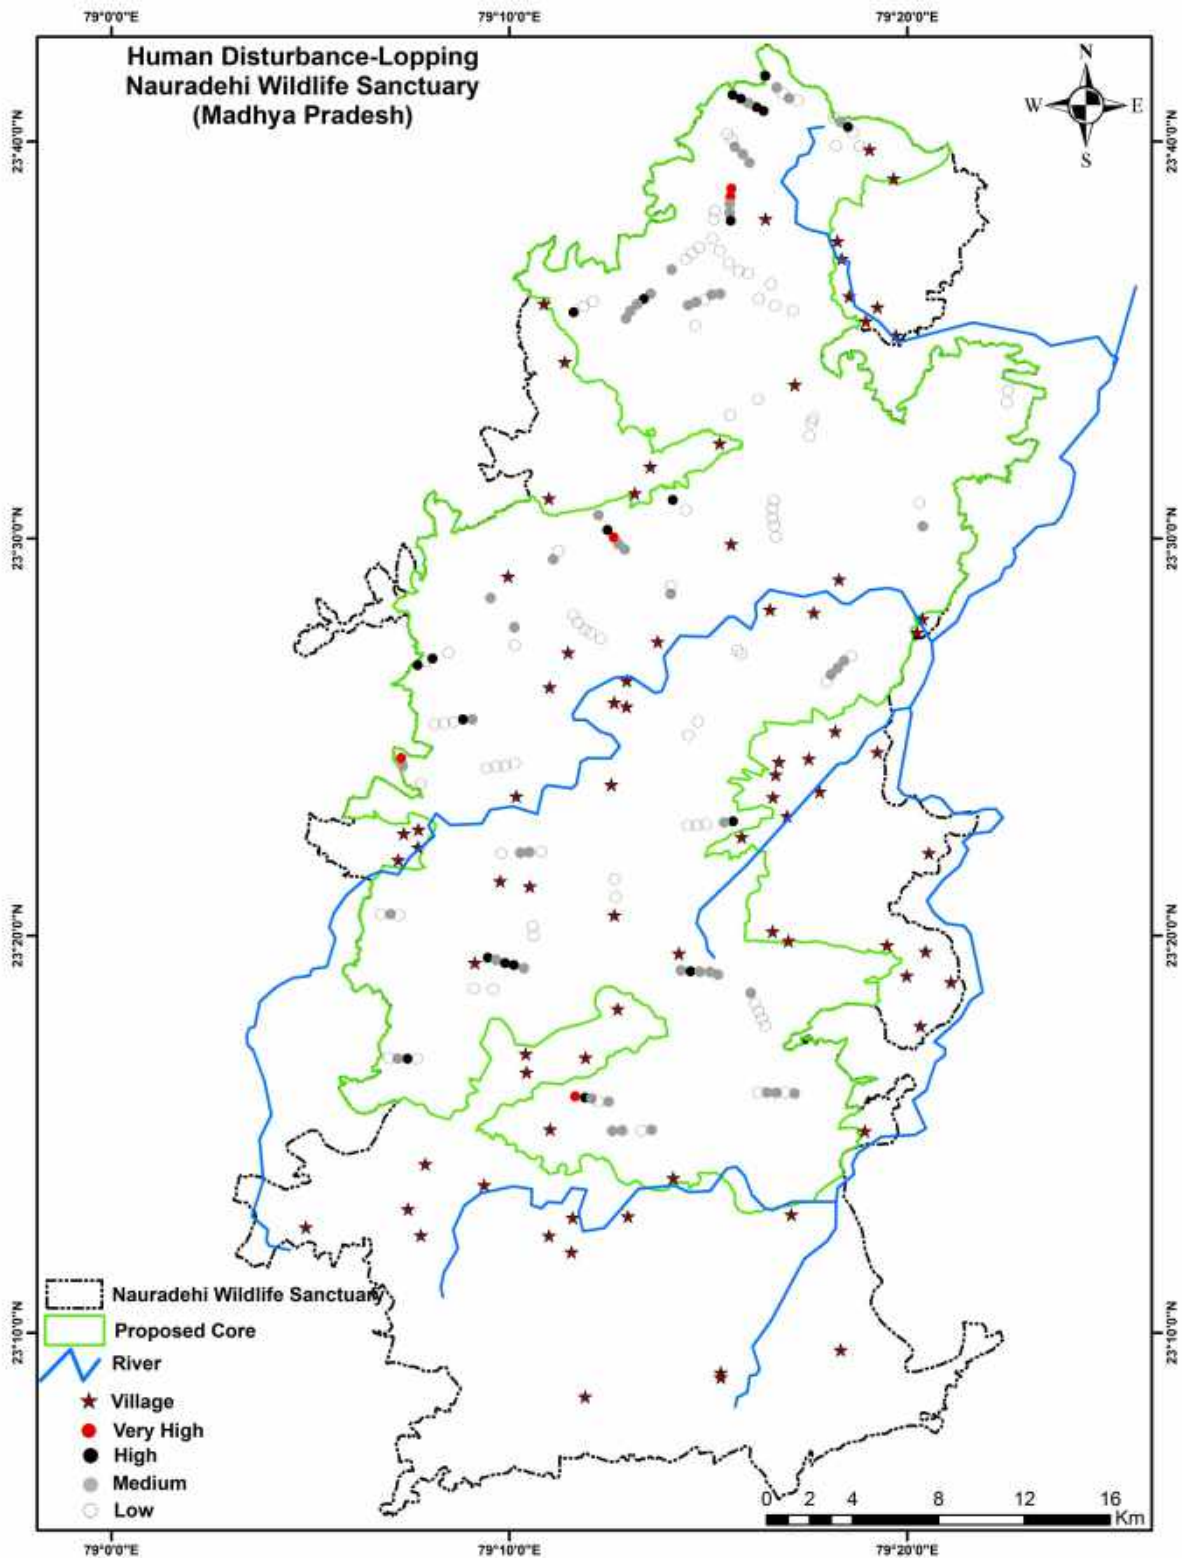 79°0'0"E 79°10'0"E 79°20'0"E
Human Disturbance-Lopping
Nauradehi Wildlife Sanctuary
(Madhya Pradesh)
N
W E
S
23°40'0"N 23°40'0"N
23°30'0"N 23°30'0"N
23°20'0"N 23°20'0"N
23°10'0"N 23°10'0"N
Nauradehi Wildlife Sanctuary
Proposed Core
River
Village
Very High
High
Medium
Low
0 2 4 8 12 16
Km
79°0'0"E 79°10'0"E 79°20'0"E